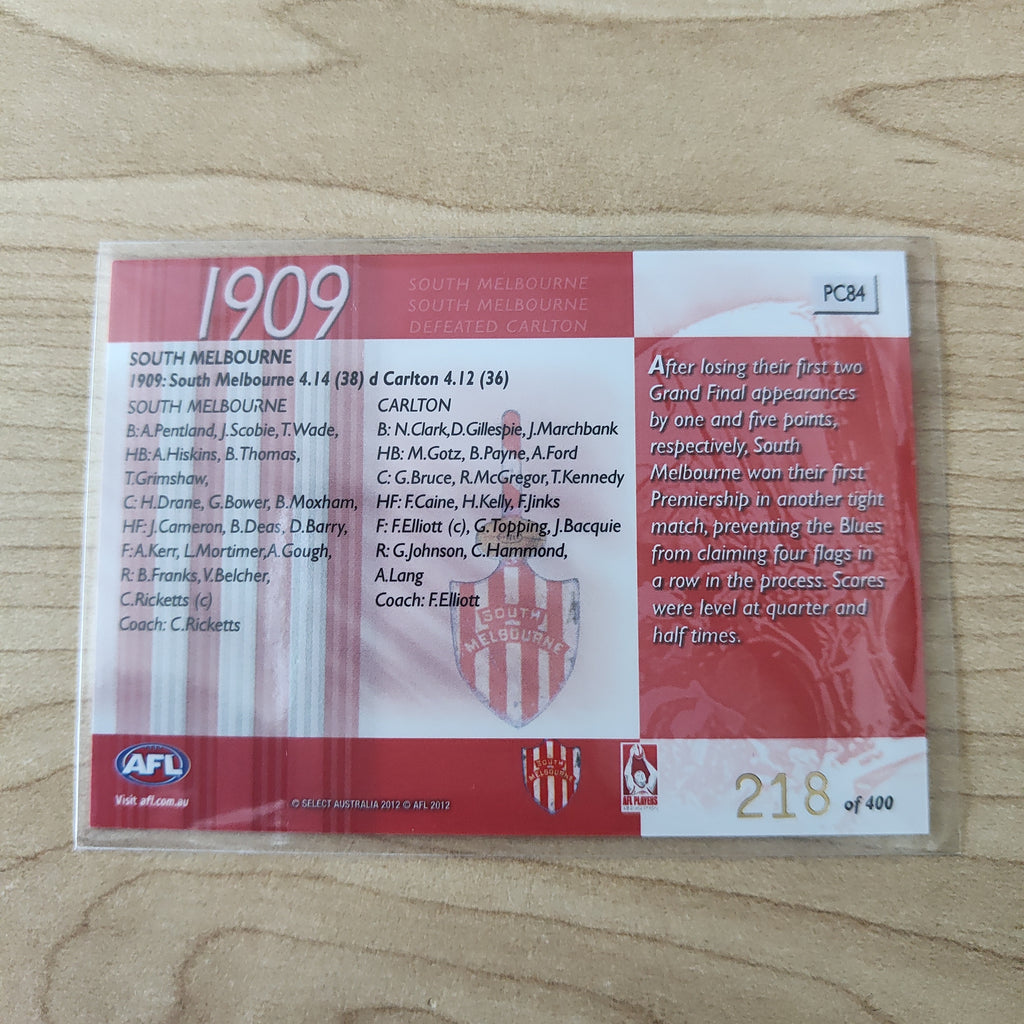 1909
SOUTH MELBOURNE
SOUTH MELBOURNE
DEFEATED CARLTON
PC84
SOUTH MELBOURNE
1909: South Melbourne 4.14 (38) d Carlton 4.12 (36)
SOUTH MELBOURNE
B: A.Pentland, J.Scobie, T.Wade,
HB: A.Hiskins, B.Thomas,
T.Grimshaw,
C: H.Drane, G.Bower, B.Moxham,
HF: J.Cameron, B.Deas, D.Barry,
F: A.Kerr, L.Mortimer, A.Gough,
R: B.Franks, V.Belcher,
C.Ricketts (c)
Coach: C.Ricketts
CARLTON
B: N.Clark, D.Gillespie, J.Marchbank
HB: M.Gotz, B.Payne, A.Ford
C: G.Bruce, R.McGregor, T.Kennedy
HF: F.Caine, H.Kelly, F.Jinks
F: F.Elliott (c), G.Topping, J.Bacquie
R: G.Johnson, C.Hammond,
A.Lang
Coach: F.Elliott
SOUTH
MELBOURNE
After losing their first two
Grand Final appearances
by one and five points,
respectively, South
Melbourne won their first
Premiership in another tight
match, preventing the Blues
from claiming four flags in
a row in the process. Scores
were level at quarter and
half times.
AFL
Visit afl.com.au
© SELECT AUSTRALIA 2012 © AFL 2012
SOUTH
MELBOURNE
AFL PLAYERS
218 of 400